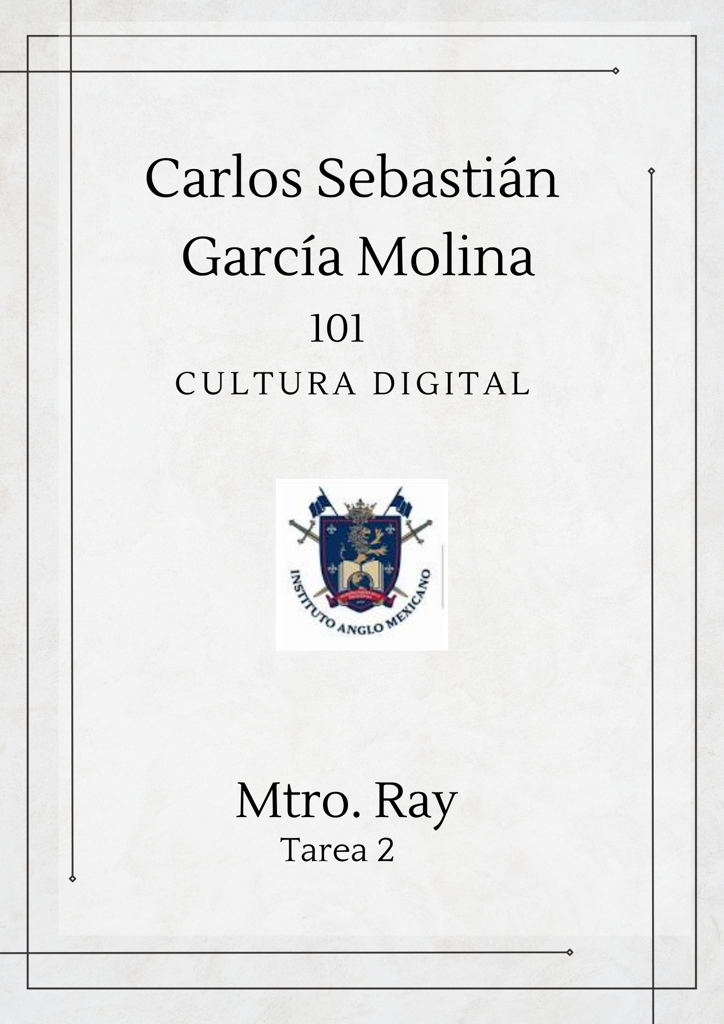 Carlos Sebastián
García Molina
101
CULTURA DIGITAL
INSTITUTO ANGLO MEXICANO
Mtro. Ray
Tarea 2